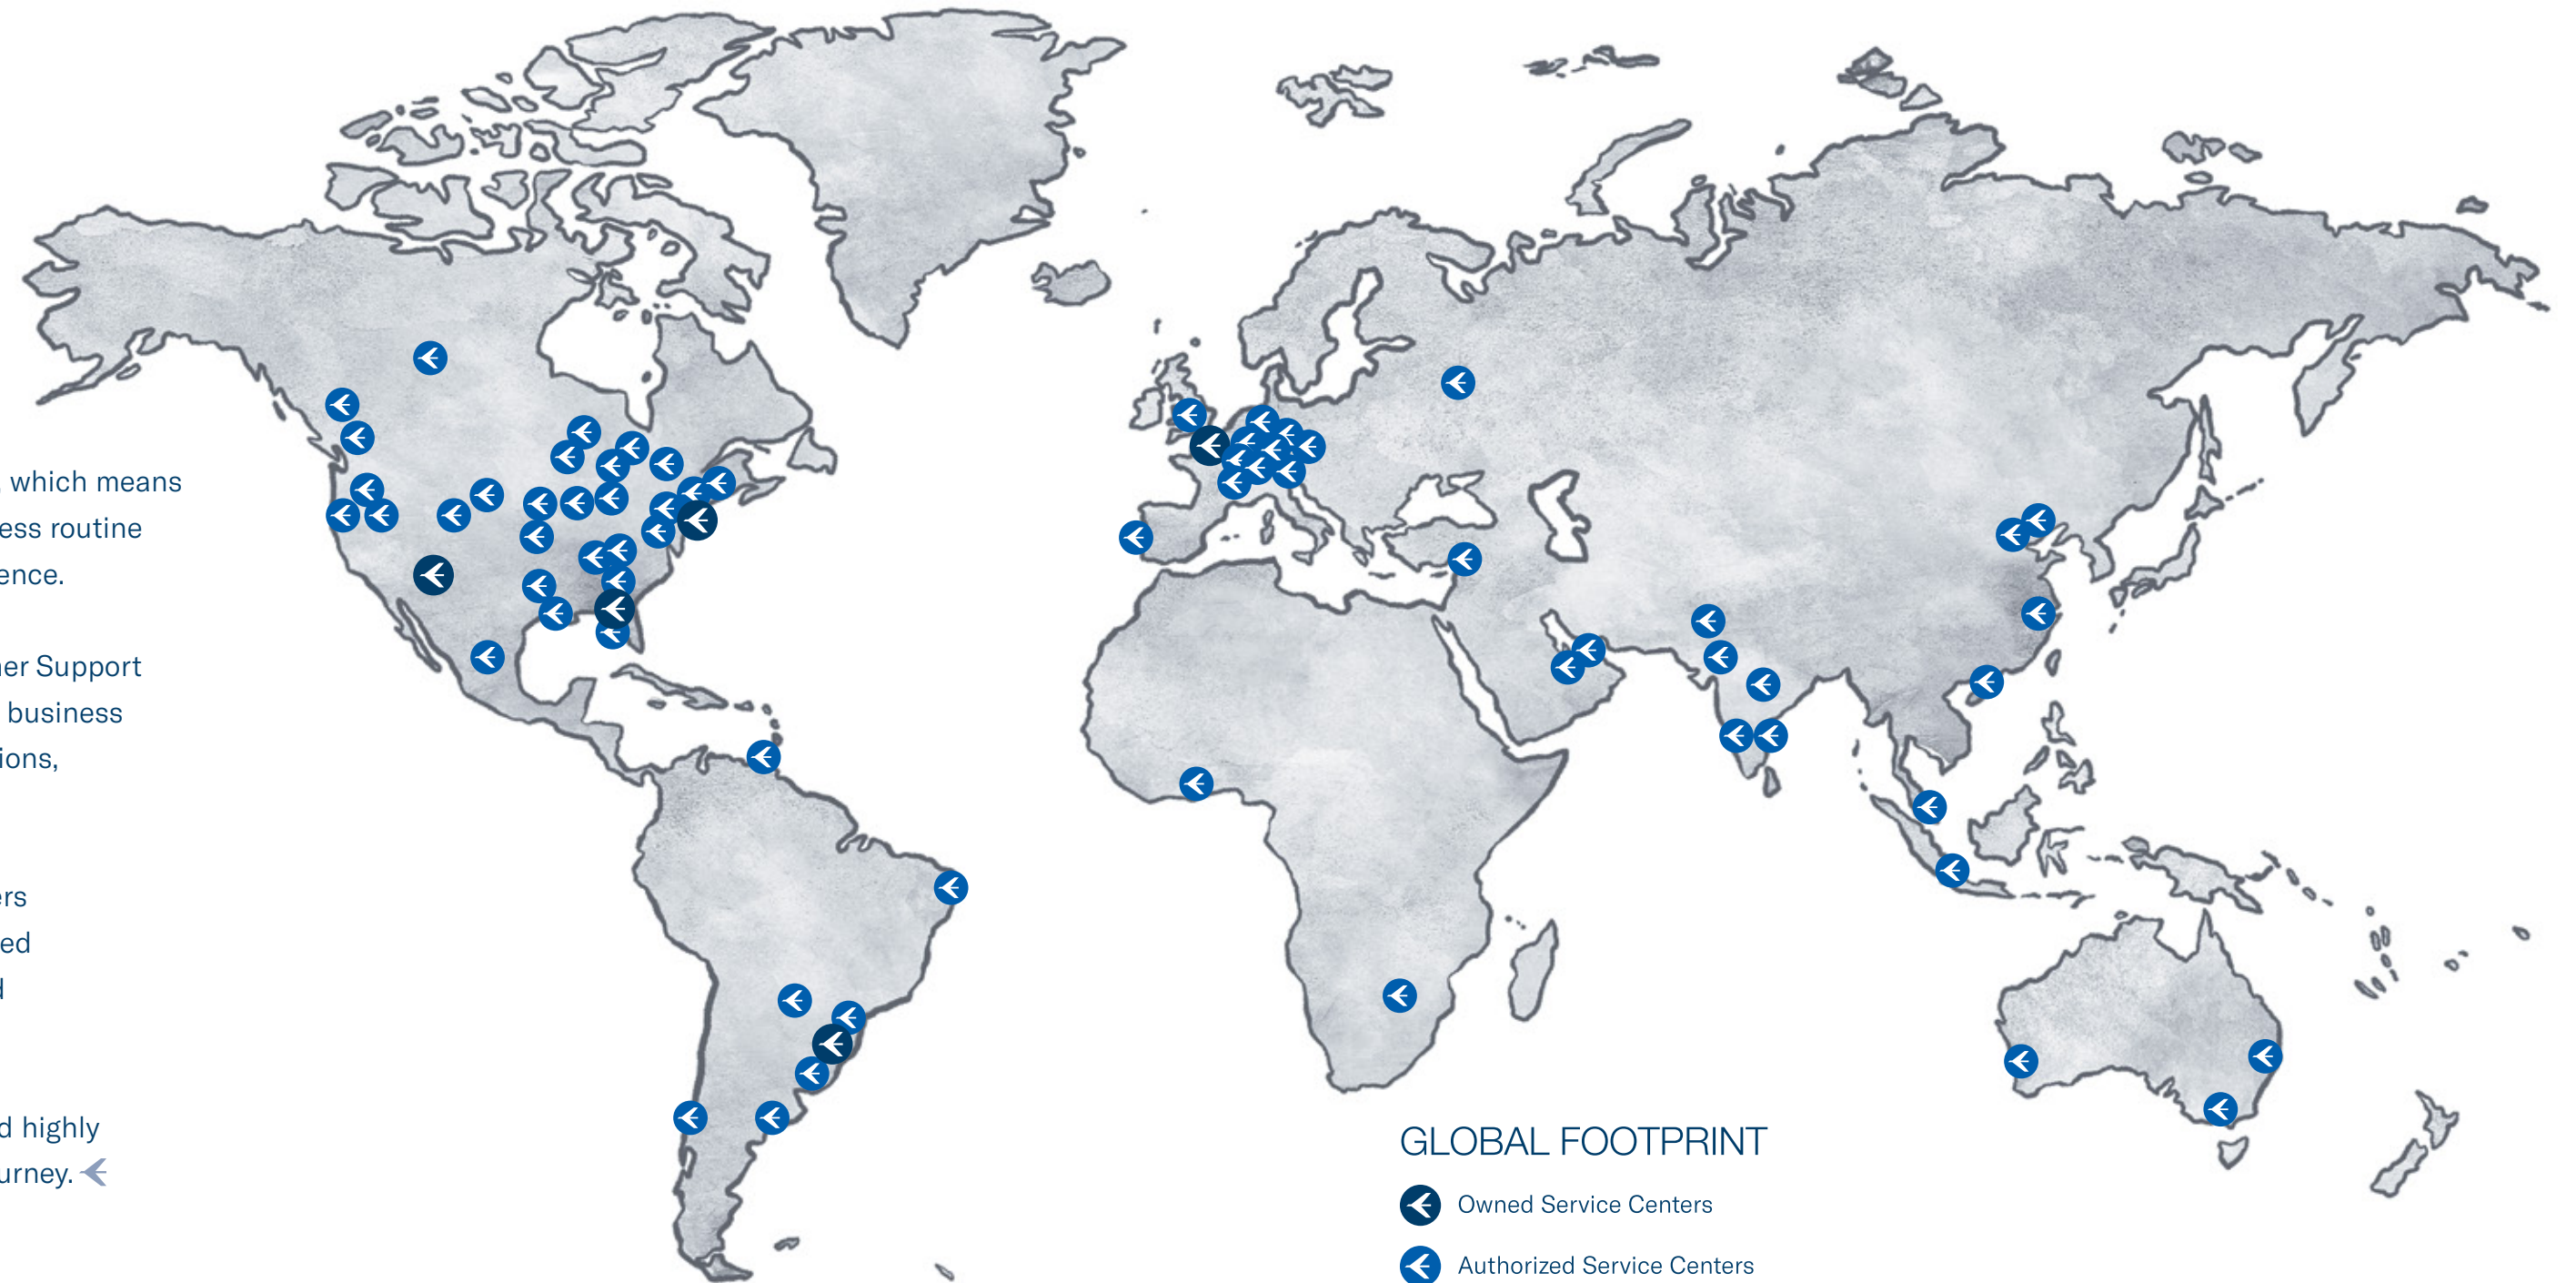 , which means
ess routine
ence.
er Support
business
ions,
ers
ed
d
d highly
urney.
GLOBAL FOOTPRINT
Owned Service Centers
Authorized Service Centers